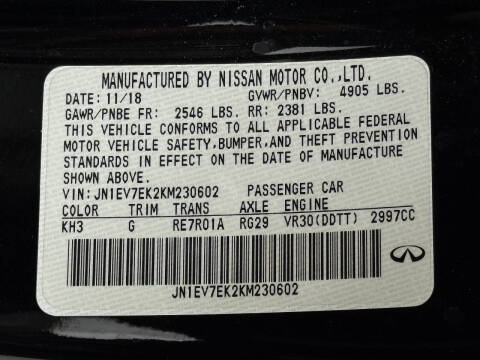 MANUFACTURED BY NISSAN MOTOR CO.,LTD.
DATE: 11/18 GVWR/PNBV: 4905 LBS.
GAWR/PNBE FR: 2546 LBS. RR: 2381 LBS.
THIS VEHICLE CONFORMS TO ALL APPLICABLE FEDERAL
MOTOR VEHICLE SAFETY,BUMPER,AND THEFT PREVENTION
STANDARDS IN EFFECT ON THE DATE OF MANUFACTURE
SHOWN ABOVE.
VIN: JN1EV7EK2KM230602 PASSENGER CAR
COLOR TRIM TRANS AXLE ENGINE
KH3 G RE7R01A RG29 VR30(DDTT) 2997CC
JN1EV7EK2KM230602